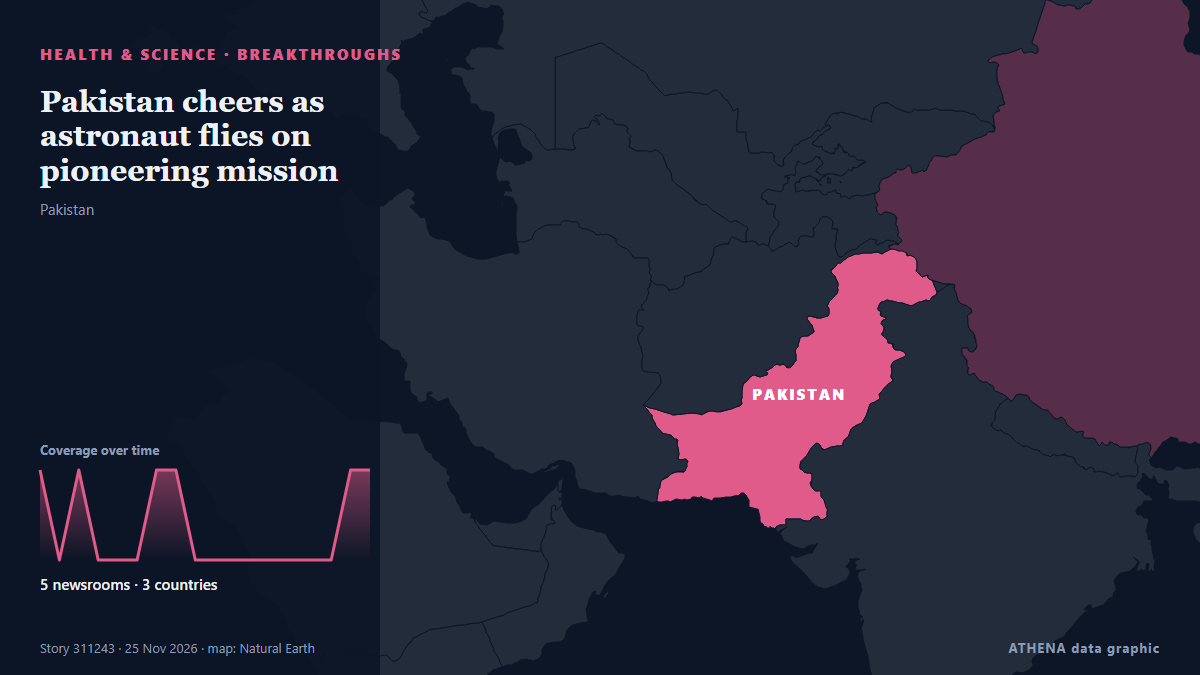 HEALTH & SCIENCE · BREAKTHROUGHS
Pakistan cheers as
astronaut flies on
pioneering mission
Pakistan
PAKISTAN
Coverage over time
5 newsrooms · 3 countries
Story 311243 · 25 Nov 2026 · map: Natural Earth
ATHENA data graphic